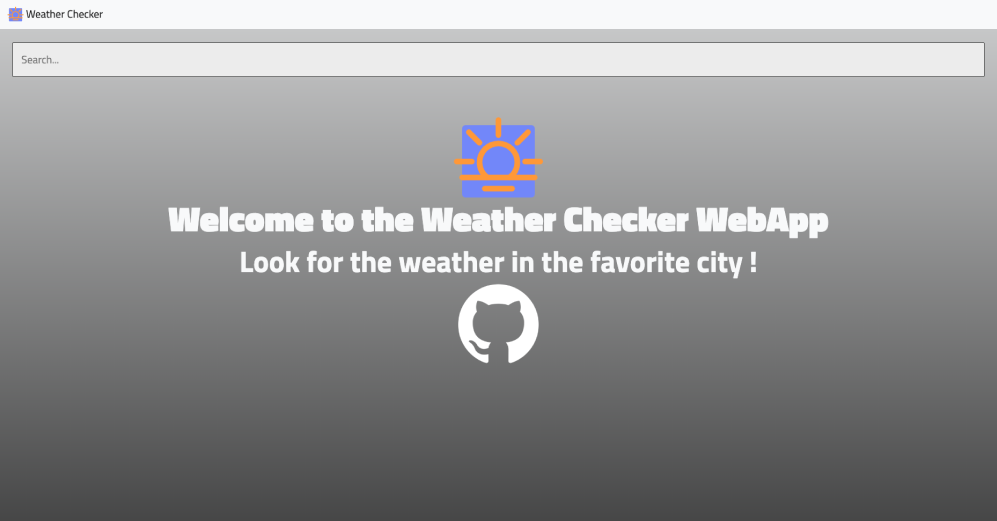 Weather Checker
Search...
Welcome to the Weather Checker WebApp
Look for the weather in the favorite city !